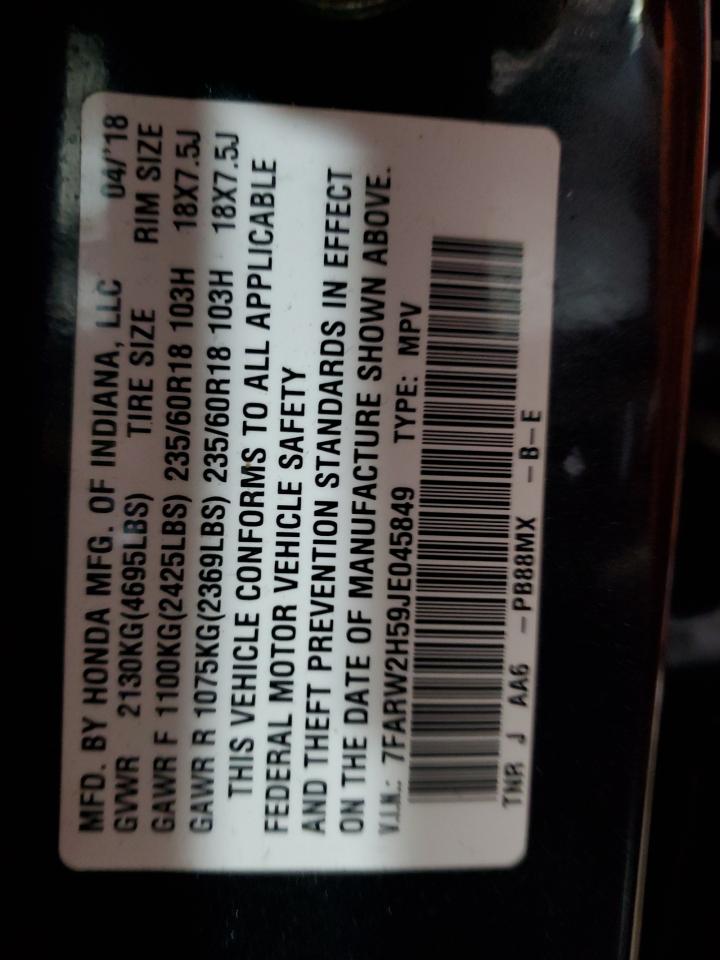 MFD. BY HONDA MFG. OF INDIANA, LLC 04/'18
GVWR 2130KG(4695LBS) TIRE SIZE RIM SIZE
GAWR F 1100KG(2425LBS) 235/60R18 103H 18X7.5J
GAWR R 1075KG(2369LBS) 235/60R18 103H 18X7.5J
THIS VEHICLE CONFORMS TO ALL APPLICABLE
FEDERAL MOTOR VEHICLE SAFETY
AND THEFT PREVENTION STANDARDS IN EFFECT
ON THE DATE OF MANUFACTURE SHOWN ABOVE.
V.I.N.: 7FARW2H59JE045849 TYPE: MPV
TNR J AA6 -PB88MX -B-E